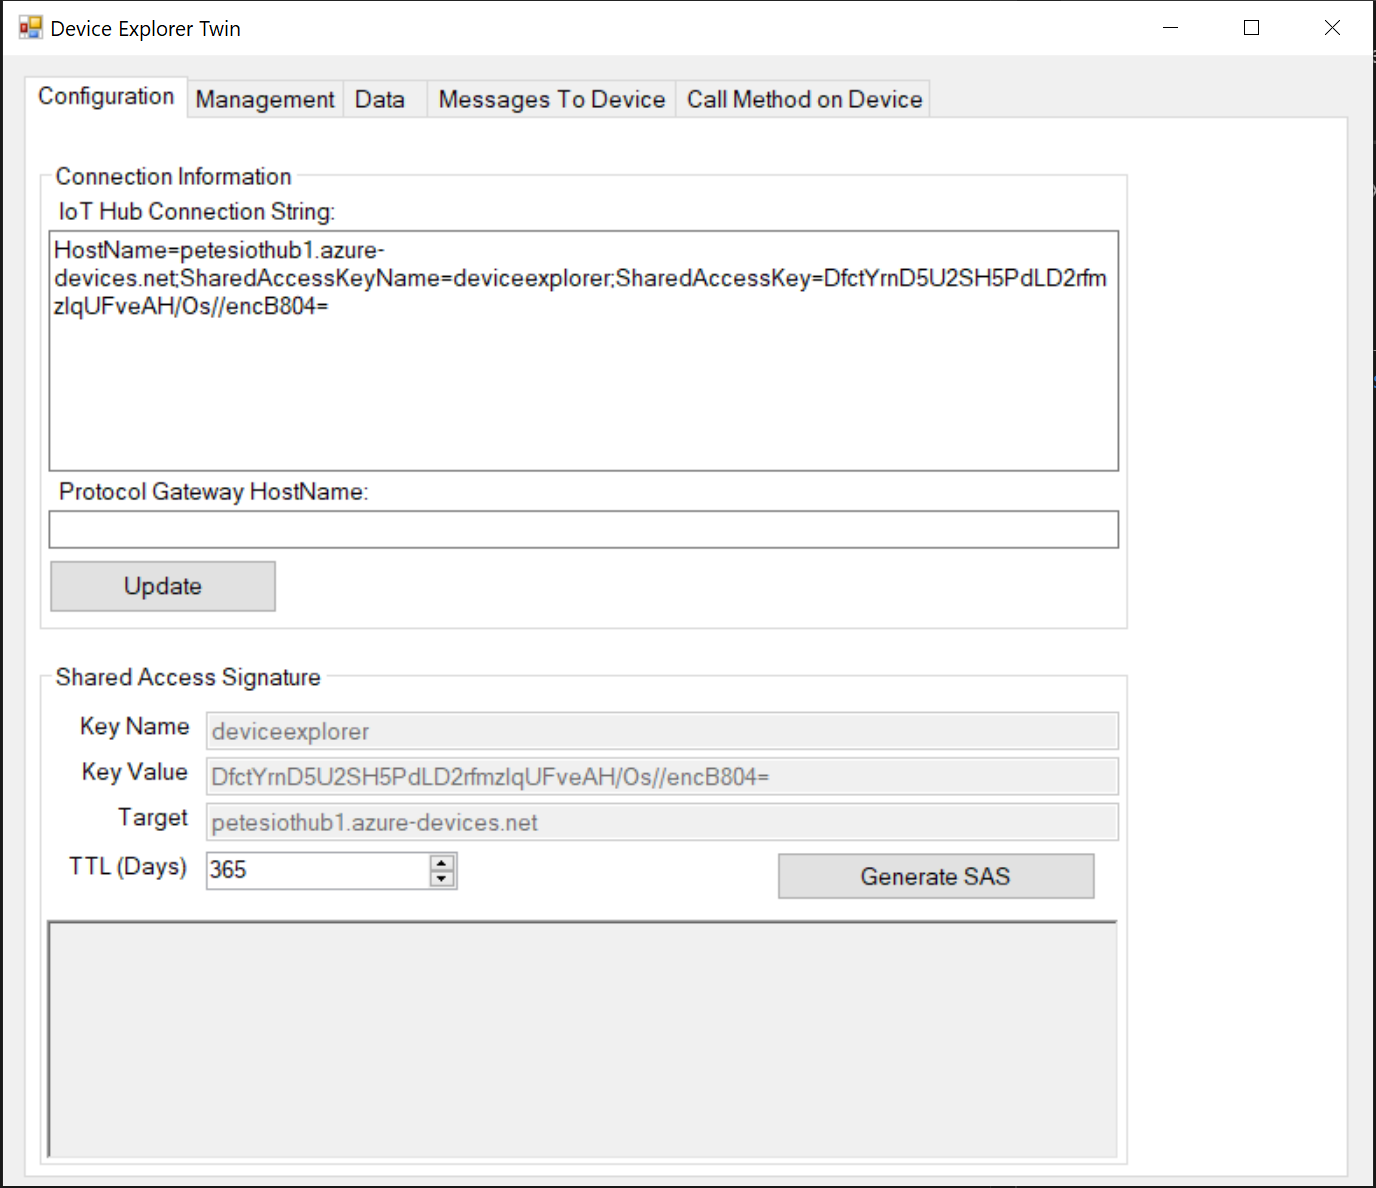 Device Explorer Twin
Configuration Management Data Messages To Device Call Method on Device
Connection Information
IoT Hub Connection String:
HostName=petesiothub1.azure-
devices.net;SharedAccessKeyName=deviceexplorer;SharedAccessKey=DfctYrnD5U2SH5PdLD2rfm
zlqUFveAH/Os//encB804=
Protocol Gateway HostName:
Update
Shared Access Signature
Key Name deviceexplorer
Key Value DfctYrnD5U2SH5PdLD2rfmzlqUFveAH/Os//encB804=
Target petesiothub1.azure-devices.net
TTL (Days) 365 Generate SAS